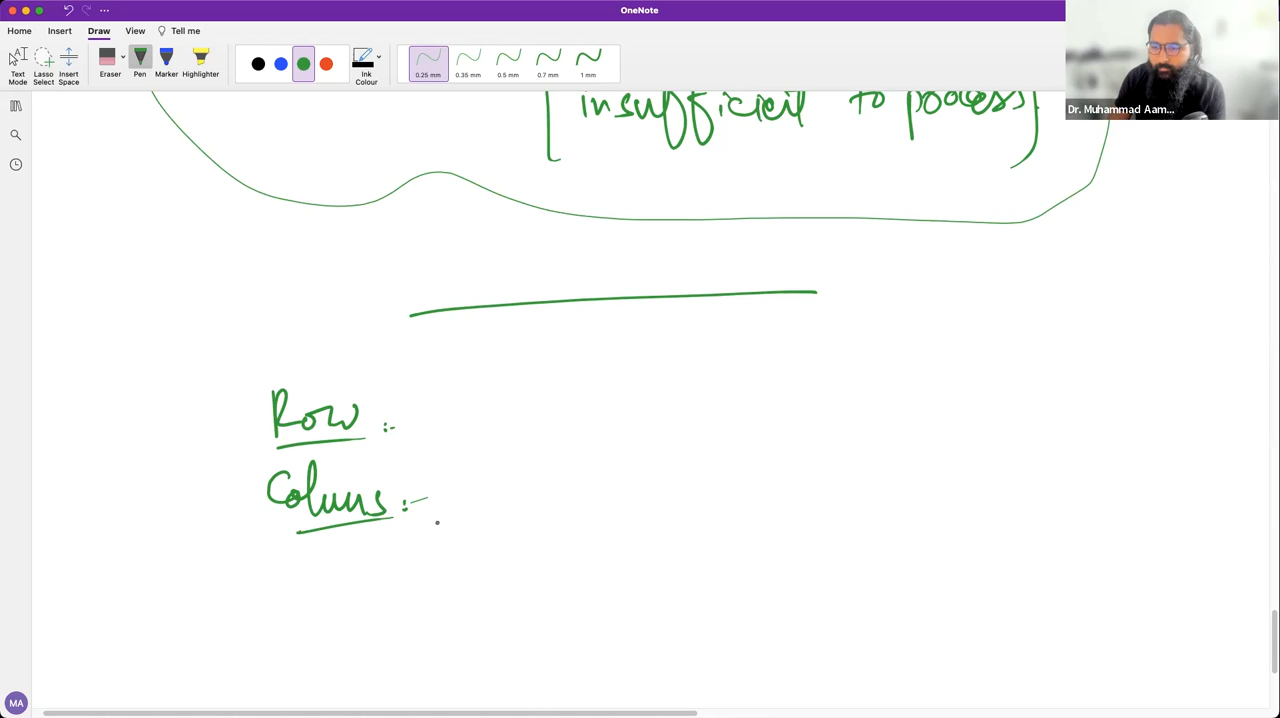 OneNote
Home Insert Draw View Tell me
Text Mode Lasso Select Insert Space Eraser Pen Marker Highlighter Ink Colour 0.25 mm 0.35 mm 0.5 mm 0.7 mm 1 mm
Dr. Muhammad Aam...
insufficient to process
Row :-
Colums :-
MA